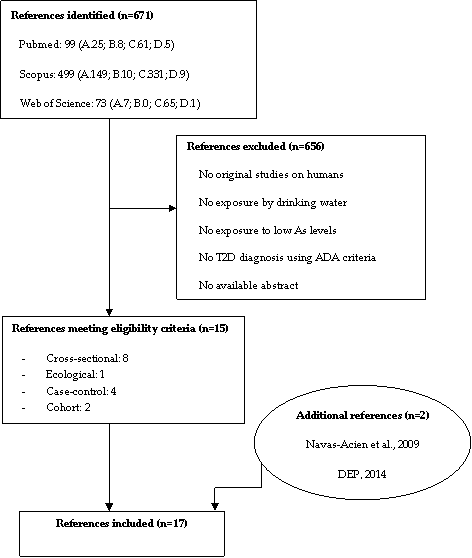 References identified (n=671)
Pubmed: 99 (A.25; B.8; C.61; D.5)
Scopus: 499 (A.149; B.10; C.331; D.9)
Web of Science: 73 (A.7; B.0; C.65; D.1)
References excluded (n=656)
No original studies on humans
No exposure by drinking water
No exposure to low As levels
No T2D diagnosis using ADA criteria
No available abstract
References meeting eligibility criteria (n=15)
- Cross-sectional: 8
- Ecological: 1
- Case-control: 4
- Cohort: 2
Additional references (n=2)
Navas-Acien et al., 2009
DEP, 2014
References included (n=17)